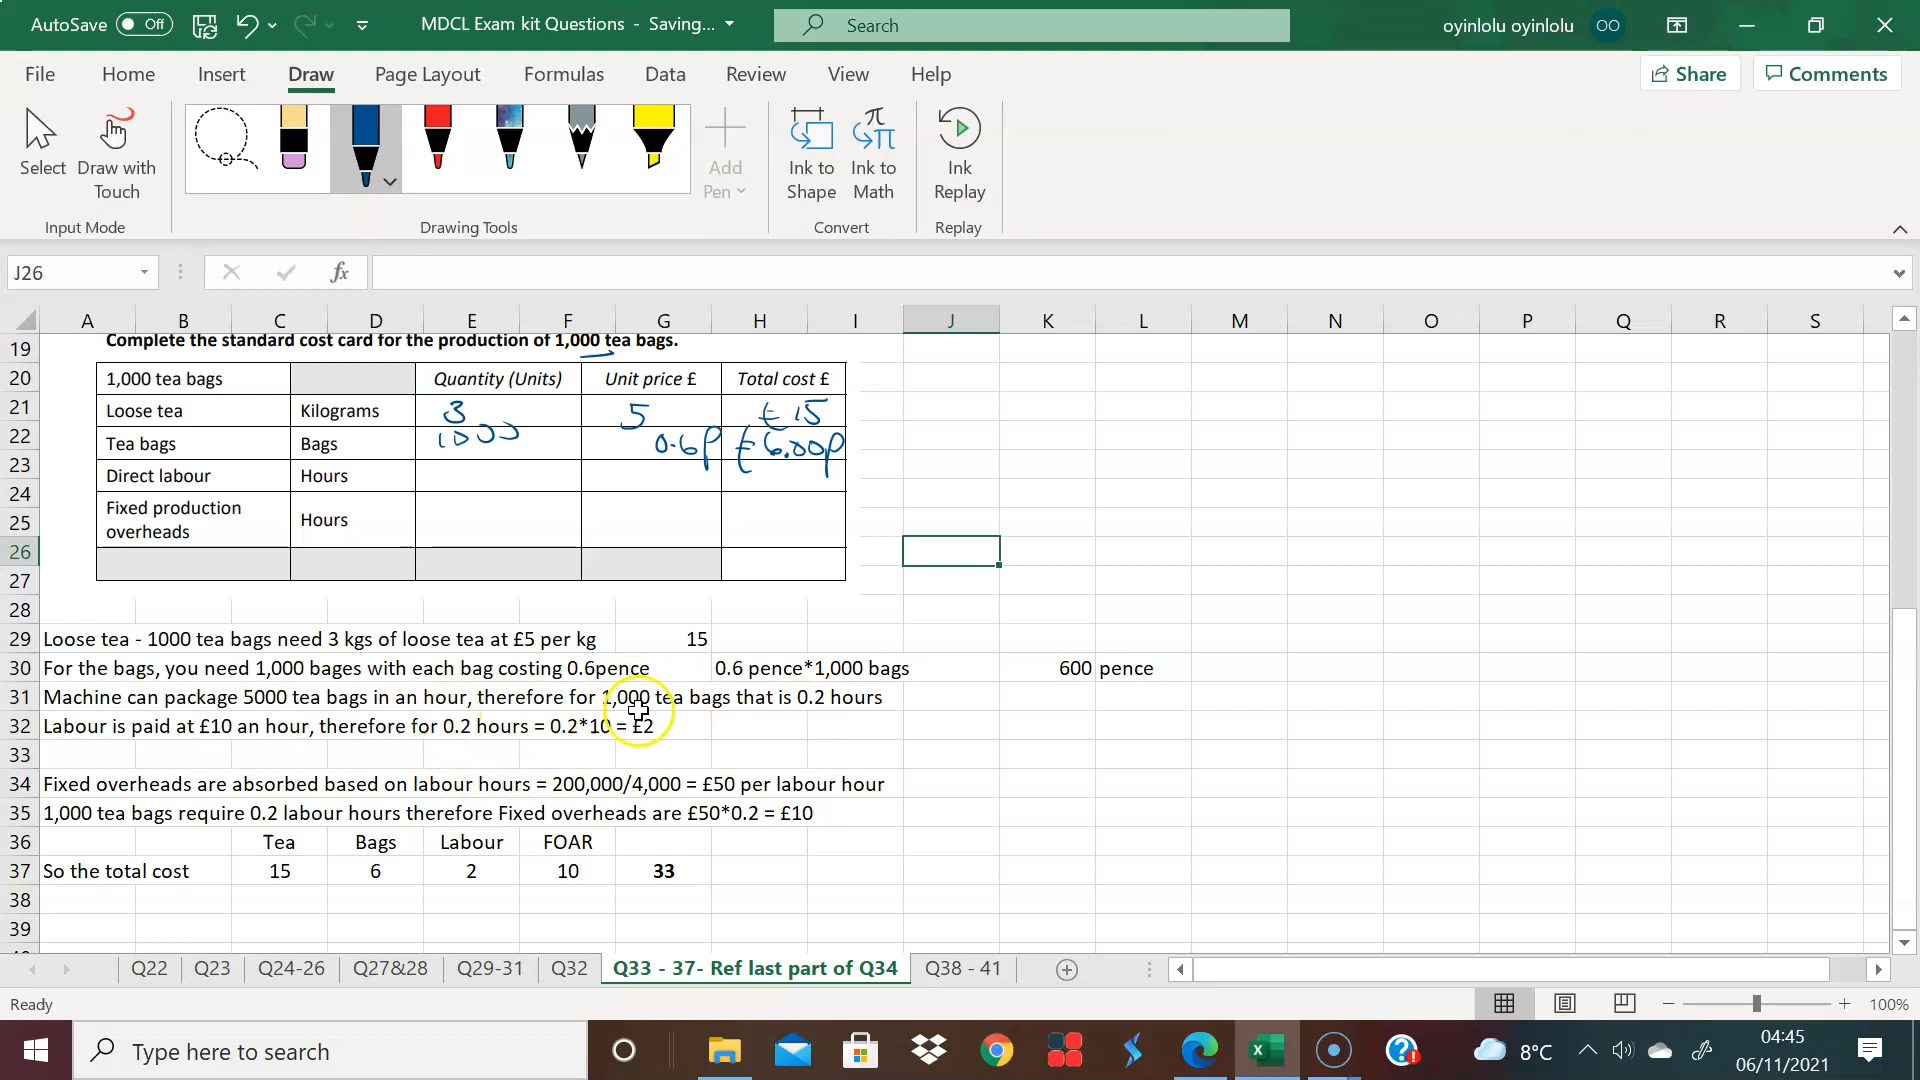 AutoSave Off MDCL Exam kit Questions - Saving... Search oyinlolu oyinlolu OO
File Home Insert Draw Page Layout Formulas Data Review View Help Share Comments
Select Draw with Touch Add Pen Ink to Shape Ink to Math Ink Replay
Input Mode Drawing Tools Convert Replay
J26 fx
A B C D E F G H I J K L M N O P Q R S
19 Complete the standard cost card for the production of 1,000 tea bags.
20 1,000 tea bags Quantity (Units) Unit price £ Total cost £
21 Loose tea Kilograms 3 5 £ 15
22 Tea bags Bags 1000 0.6p £6.00p
23 Direct labour Hours
24 Fixed production
25 overheads Hours
26
27
28
29 Loose tea - 1000 tea bags need 3 kgs of loose tea at £5 per kg 15
30 For the bags, you need 1,000 bages with each bag costing 0.6pence 0.6 pence*1,000 bags 600 pence
31 Machine can package 5000 tea bags in an hour, therefore for 1,000 tea bags that is 0.2 hours
32 Labour is paid at £10 an hour, therefore for 0.2 hours = 0.2*10 = £2
33
34 Fixed overheads are absorbed based on labour hours = 200,000/4,000 = £50 per labour hour
35 1,000 tea bags require 0.2 labour hours therefore Fixed overheads are £50*0.2 = £10
36 Tea Bags Labour FOAR
37 So the total cost 15 6 2 10 33
38
39
Q22 Q23 Q24-26 Q27&28 Q29-31 Q32 Q33 - 37- Ref last part of Q34 Q38 - 41
Ready 100%
Type here to search 8°C 04:45
06/11/2021